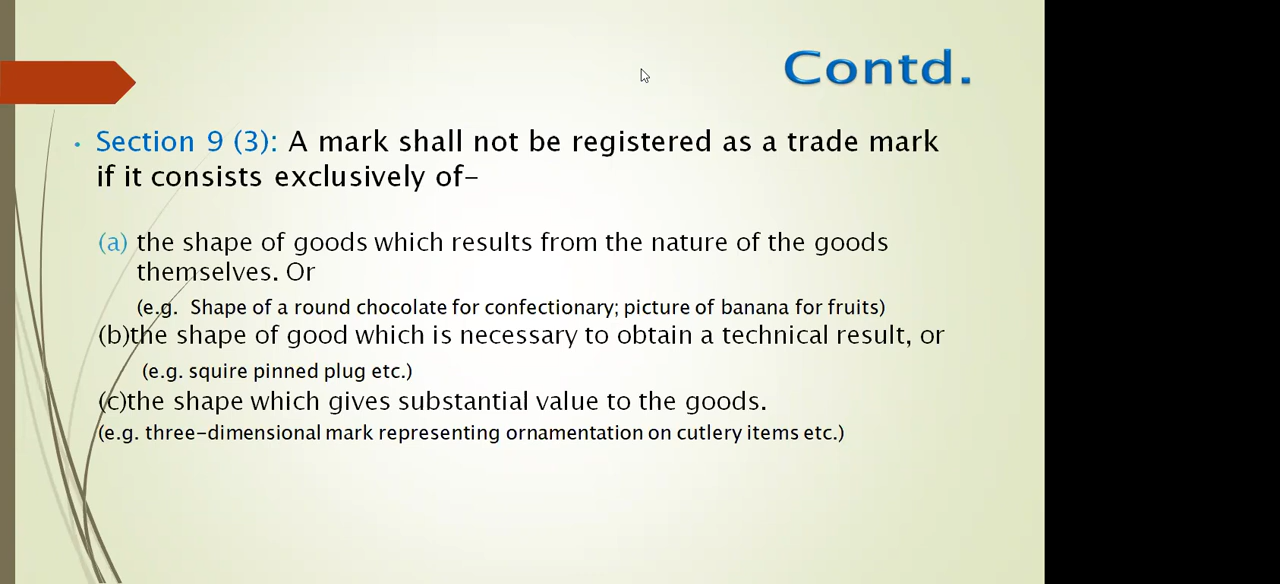 Contd.
• Section 9 (3): A mark shall not be registered as a trade mark
if it consists exclusively of–
(a) the shape of goods which results from the nature of the goods
themselves. Or
(e.g. Shape of a round chocolate for confectionary; picture of banana for fruits)
(b)the shape of good which is necessary to obtain a technical result, or
(e.g. squire pinned plug etc.)
(c)the shape which gives substantial value to the goods.
(e.g. three–dimensional mark representing ornamentation on cutlery items etc.)